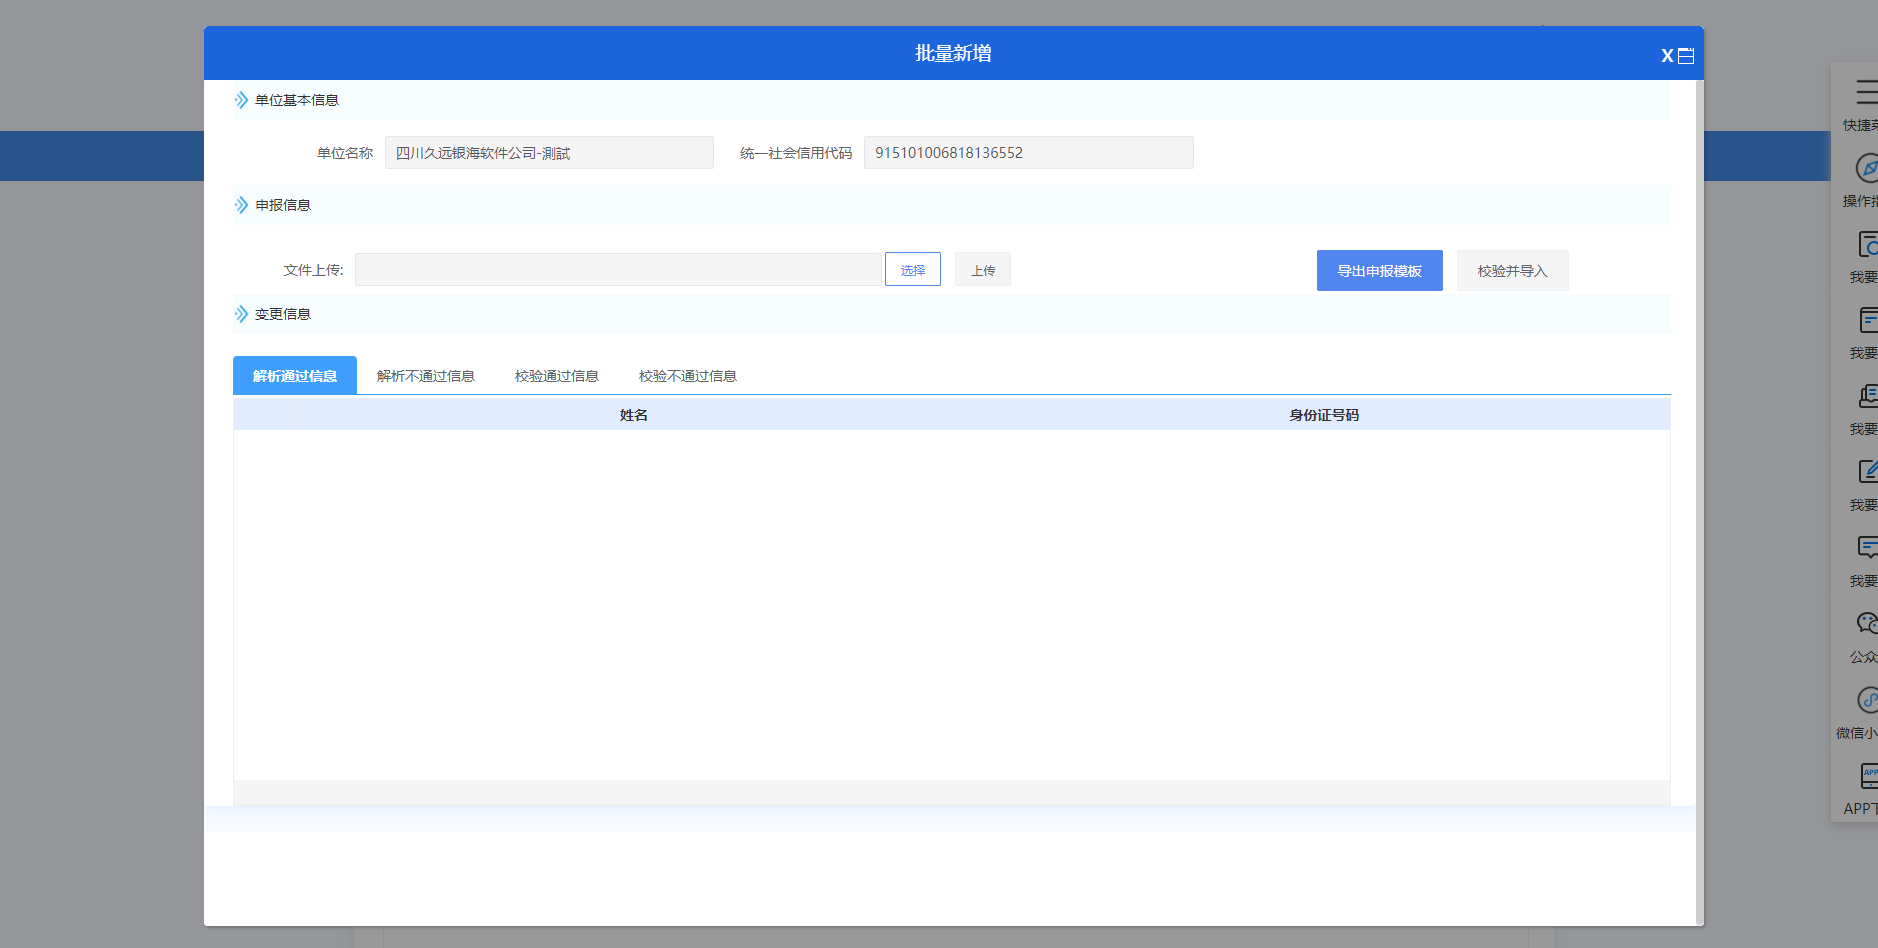 批量新增
X
单位基本信息
单位名称 四川久远银海软件公司-测試 统一社会信用代码 915101006818136552
申报信息
文件上传: 选择 上传 导出申报模板 校验并导入
变更信息
解析通过信息 解析不通过信息 校验通过信息 校验不通过信息
姓名 身份证号码
快捷
操作
我要
我要
我要
我要
我要
公众
微信小
APP
APP